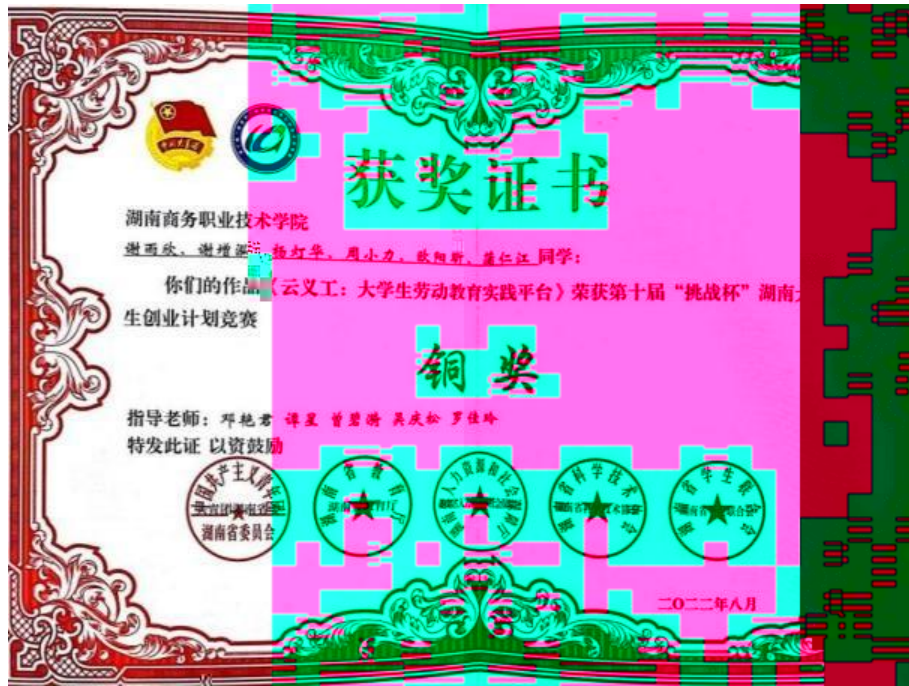 获奖证书
湖南商务职业技术学院
谢雨欣、谢增、杨灯华、周小力、欧阳昕、蒲仁江 同学：
你们的作品《云义工：大学生劳动教育实践平台》荣获第十届“挑战杯”湖南
生创业计划竞赛
铜奖
指导老师：邓艳君 谭星 曾碧 吴庆松 罗佳玲
特发此证 以资鼓励
湖南省委员会
二〇二二年八月